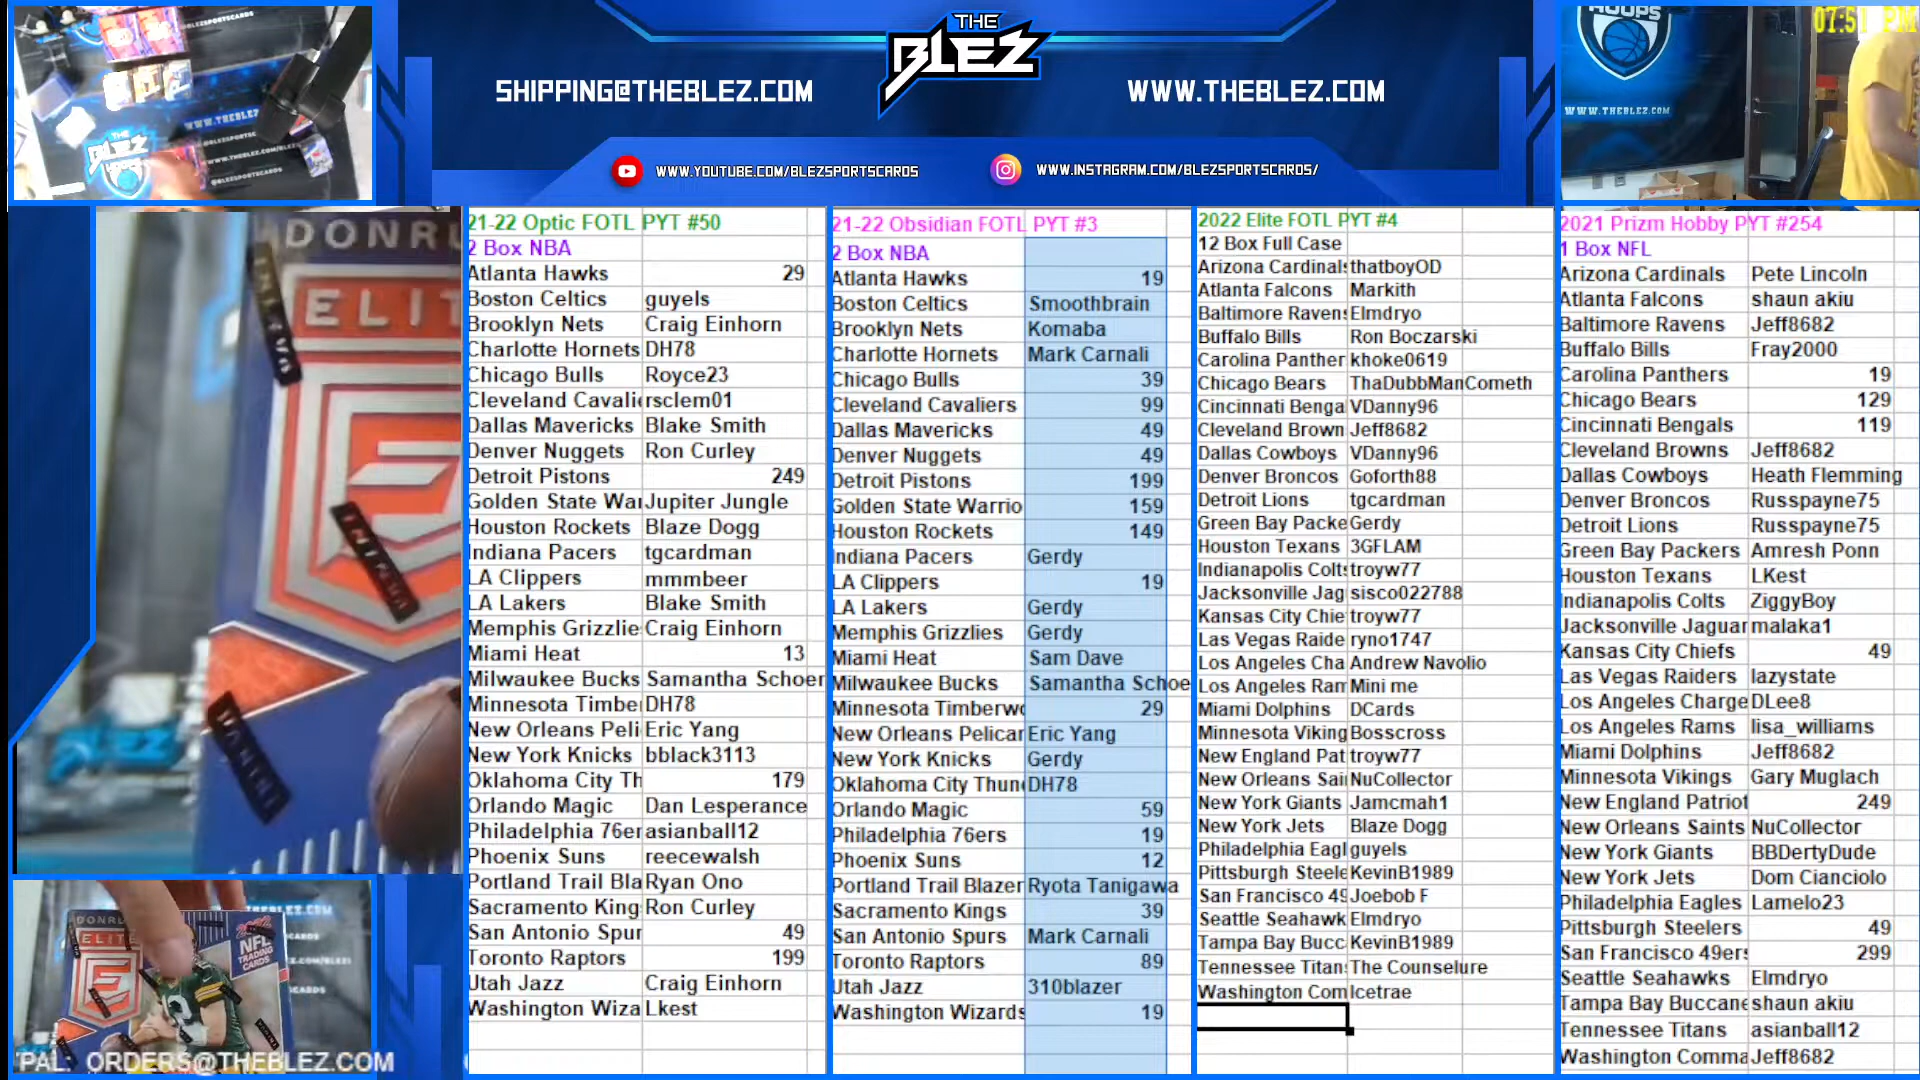 THE
BLEZ
SHIPPING@THEBLEZ.COM
WWW.THEBLEZ.COM
WWW.YOUTUBE.COM/BLEZSPORTSCARDS
WWW.INSTAGRAM.COM/BLEZSPORTSCARDS/
HOOPS
07:51 PM
WWW.THEBLEZ.COM
21-22 Optic FOTL PYT #50
2 Box NBA
Atlanta Hawks 29
Boston Celtics guyels
Brooklyn Nets Craig Einhorn
Charlotte Hornets DH78
Chicago Bulls Royce23
Cleveland Cavalie rsclem01
Dallas Mavericks Blake Smith
Denver Nuggets Ron Curley
Detroit Pistons 249
Golden State Wa Jupiter Jungle
Houston Rockets Blaze Dogg
Indiana Pacers tgcardman
LA Clippers mmmbeer
LA Lakers Blake Smith
Memphis Grizzlie Craig Einhorn
Miami Heat 13
Milwaukee Bucks Samantha Schoer
Minnesota Timbe DH78
New Orleans Peli Eric Yang
New York Knicks bblack3113
Oklahoma City Th 179
Orlando Magic Dan Lesperance
Philadelphia 76er asianball12
Phoenix Suns reecewalsh
Portland Trail Bla Ryan Ono
Sacramento King Ron Curley
San Antonio Spur 49
Toronto Raptors 199
Utah Jazz Craig Einhorn
Washington Wiza Lkest
21-22 Obsidian FOTL PYT #3
2 Box NBA
Atlanta Hawks 19
Boston Celtics Smoothbrain
Brooklyn Nets Komaba
Charlotte Hornets Mark Carnali
Chicago Bulls 39
Cleveland Cavaliers 99
Dallas Mavericks 49
Denver Nuggets 49
Detroit Pistons 199
Golden State Warrio 159
Houston Rockets 149
Indiana Pacers Gerdy
LA Clippers 19
LA Lakers Gerdy
Memphis Grizzlies Gerdy
Miami Heat Sam Dave
Milwaukee Bucks Samantha Schoe
Minnesota Timberwo 29
New Orleans Pelican Eric Yang
New York Knicks Gerdy
Oklahoma City Thun DH78
Orlando Magic 59
Philadelphia 76ers 19
Phoenix Suns 12
Portland Trail Blazer Ryota Tanigawa
Sacramento Kings 39
San Antonio Spurs Mark Carnali
Toronto Raptors 89
Utah Jazz 310blazer
Washington Wizards 19
2022 Elite FOTL PYT #4
12 Box Full Case
Arizona Cardinals thatboyOD
Atlanta Falcons Markith
Baltimore Ravens Elmdryo
Buffalo Bills Ron Boczarski
Carolina Panther khoke0619
Chicago Bears ThaDubbManCometh
Cincinnati Benga VDanny96
Cleveland Brown Jeff8682
Dallas Cowboys VDanny96
Denver Broncos Goforth88
Detroit Lions tgcardman
Green Bay Packe Gerdy
Houston Texans 3GFLAM
Indianapolis Colts troyw77
Jacksonville Jag sisco022788
Kansas City Chie troyw77
Las Vegas Raide ryno1747
Los Angeles Cha Andrew Navolio
Los Angeles Ram Mini me
Miami Dolphins DCards
Minnesota Viking Bosscross
New England Pat troyw77
New Orleans Sai NuCollector
New York Giants Jamcmah1
New York Jets Blaze Dogg
Philadelphia Eagl guyels
Pittsburgh Steele KevinB1989
San Francisco 49 Joebob F
Seattle Seahawk Elmdryo
Tampa Bay Bucc KevinB1989
Tennessee Titan The Counselure
Washington Com Icetrae
2021 Prizm Hobby PYT #254
1 Box NFL
Arizona Cardinals Pete Lincoln
Atlanta Falcons shaun akiu
Baltimore Ravens Jeff8682
Buffalo Bills Fray2000
Carolina Panthers 19
Chicago Bears 129
Cincinnati Bengals 119
Cleveland Browns Jeff8682
Dallas Cowboys Heath Flemming
Denver Broncos Russpayne75
Detroit Lions Russpayne75
Green Bay Packers Amresh Ponn
Houston Texans LKest
Indianapolis Colts ZiggyBoy
Jacksonville Jaguar malaka1
Kansas City Chiefs 49
Las Vegas Raiders lazystate
Los Angeles Charge DLee8
Los Angeles Rams lisa_williams
Miami Dolphins Jeff8682
Minnesota Vikings Gary Muglach
New England Patriot 249
New Orleans Saints NuCollector
New York Giants BBDertyDude
New York Jets Dom Cianciolo
Philadelphia Eagles Lamelo23
Pittsburgh Steelers 49
San Francisco 49ers 299
Seattle Seahawks Elmdryo
Tampa Bay Buccane shaun akiu
Tennessee Titans asianball12
Washington Comma Jeff8682
DONRU
ELIT
E
DONRU
ELITE
E
NFL
TRADING
CARDS
PAL: ORDERS@THEBLEZ.COM